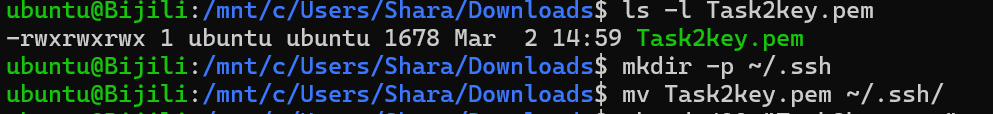 ubuntu@Bijili:/mnt/c/Users/Shara/Downloads$ ls -l Task2key.pem
-rwxrwxrwx 1 ubuntu ubuntu 1678 Mar  2 14:59 Task2key.pem
ubuntu@Bijili:/mnt/c/Users/Shara/Downloads$ mkdir -p ~/.ssh
ubuntu@Bijili:/mnt/c/Users/Shara/Downloads$ mv Task2key.pem ~/.ssh/